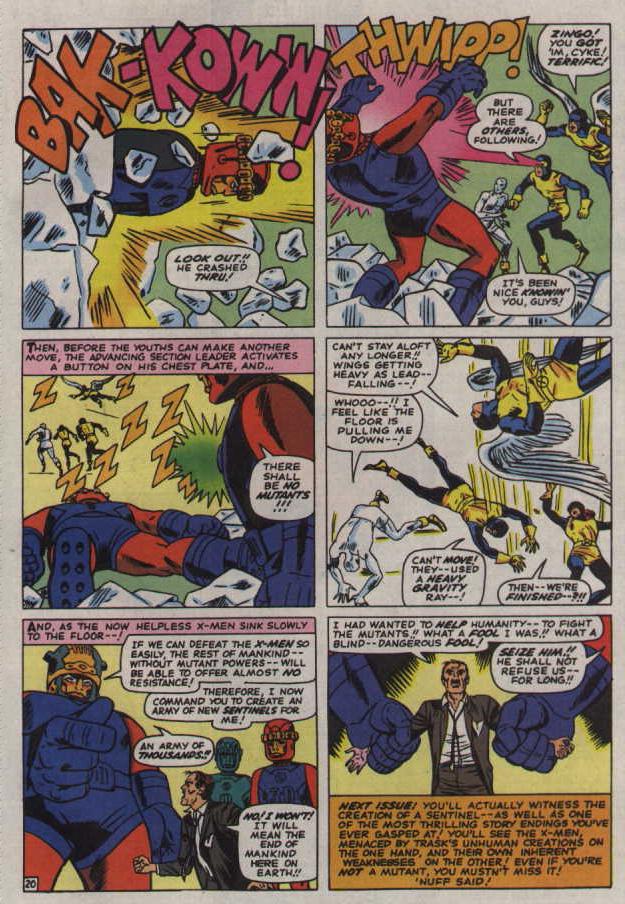 BAK-KOWN!
LOOK OUT!!
HE CRASHED
THRU!
THWIPP!
ZINGO!
YOU GOT
'IM, CYKE!
TERRIFIC!
BUT
THERE
ARE
OTHERS,
FOLLOWING!
IT'S BEEN
NICE KNOWIN'
YOU, GUYS!
THEN, BEFORE THE YOUTHS CAN MAKE ANOTHER
MOVE, THE ADVANCING SECTION LEADER ACTIVATES
A BUTTON ON HIS CHEST PLATE, AND...
Z Z Z Z Z Z Z Z Z
THERE
SHALL
BE NO
MUTANTS
!!!
...
CAN'T STAY ALOFT
ANY LONGER!!
WINGS GETTING
HEAVY AS LEAD--
FALLING--!
WHOOO--!! I
FEEL LIKE THE
FLOOR IS
PULLING ME
DOWN--!
CAN'T MOVE!
THEY--USED
A HEAVY
GRAVITY
RAY--!
THEN--WE'RE
FINISHED--?!!
AND, AS THE NOW HELPLESS X-MEN SINK SLOWLY
TO THE FLOOR--!
IF WE CAN DEFEAT THE X-MEN SO
EASILY, THE REST OF MANKIND--
WITHOUT MUTANT POWERS--WILL
BE ABLE TO OFFER ALMOST NO
RESISTANCE!
THEREFORE, I NOW
COMMAND YOU TO CREATE AN
ARMY OF NEW SENTINELS FOR
ME!
AN ARMY OF
THOUSANDS!!
NO! I WON'T!
IT WILL
MEAN THE
END OF
MANKIND
HERE ON
EARTH!!
20
I HAD WANTED TO HELP HUMANITY--TO FIGHT
THE MUTANTS!! WHAT A FOOL I WAS!! WHAT A
BLIND--DANGEROUS FOOL!
SEIZE HIM!!
HE SHALL NOT
REFUSE US--
FOR LONG!!
NEXT ISSUE! YOU'LL ACTUALLY WITNESS THE
CREATION OF A SENTINEL--AS WELL AS ONE
OF THE MOST THRILLING STORY ENDINGS YOU'VE
EVER GASPED AT! YOU'LL SEE THE X-MEN,
MENACED BY TRASK'S UNHUMAN CREATIONS ON
THE ONE HAND, AND THEIR OWN INHERENT
WEAKNESSES ON THE OTHER! EVEN IF YOU'RE
NOT A MUTANT, YOU MUSTN'T MISS IT!
'NUFF SAID!